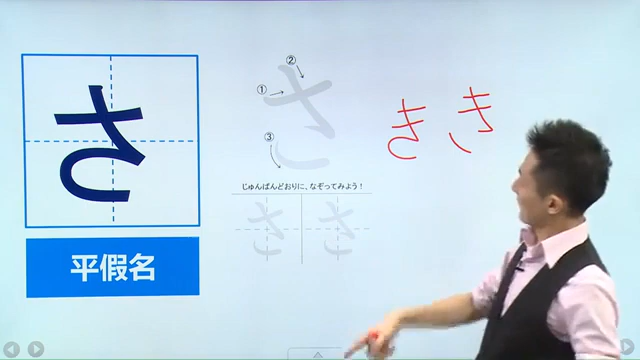 さ
平假名
①
②
③
さ
じゅんばんどおりに、なぞってみよう！
さ さ
き き